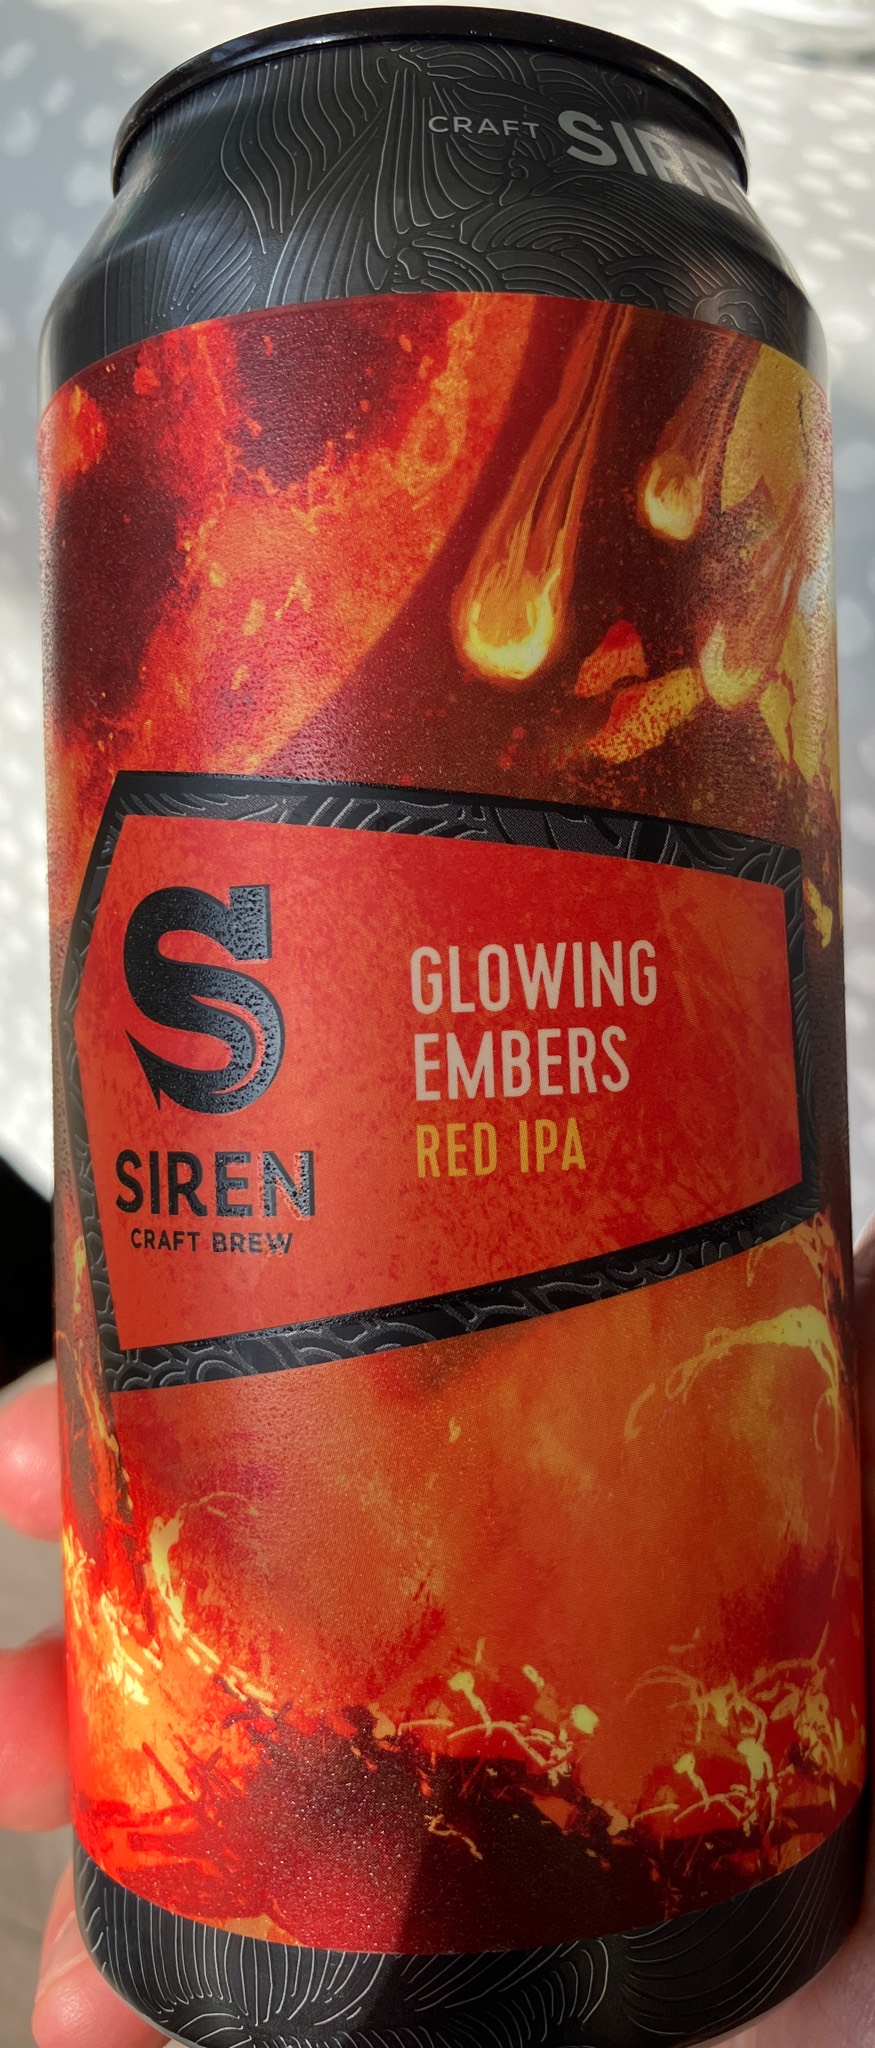 CRAFT SIREN
GLOWING
EMBERS
RED IPA
S
SIREN
CRAFT BREW